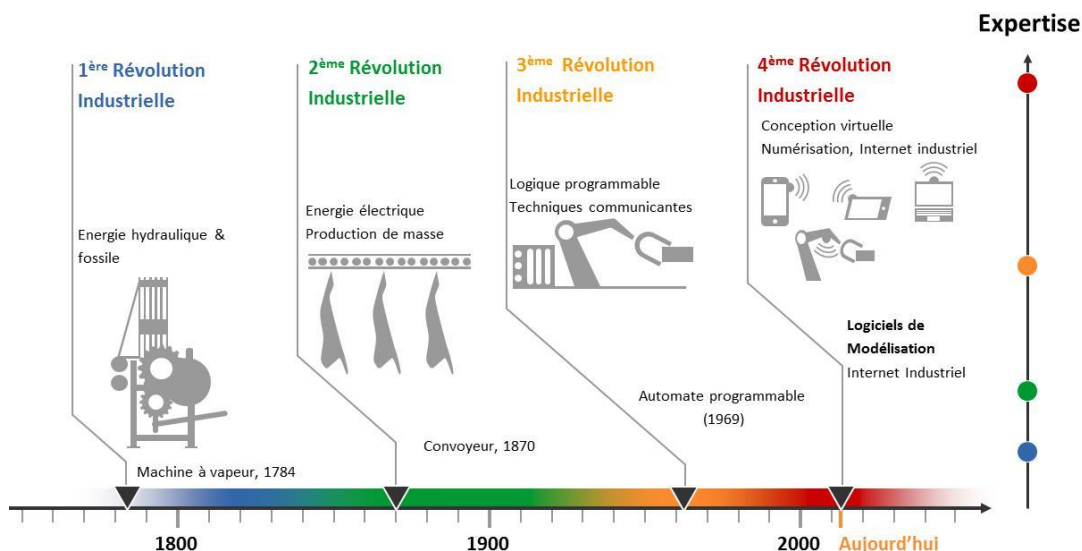 Expertise
1ère Révolution
Industrielle
2ème Révolution
Industrielle
3ème Révolution
Industrielle
4ème Révolution
Industrielle
Conception virtuelle
Numérisation, Internet industriel
Logique programmable
Techniques communicantes
Energie électrique
Production de masse
Energie hydraulique &
fossile
Logiciels de
Modélisation
Internet Industriel
Automate programmable
(1969)
Convoyeur, 1870
Machine à vapeur, 1784
1800
1900
2000
Aujourd'hui